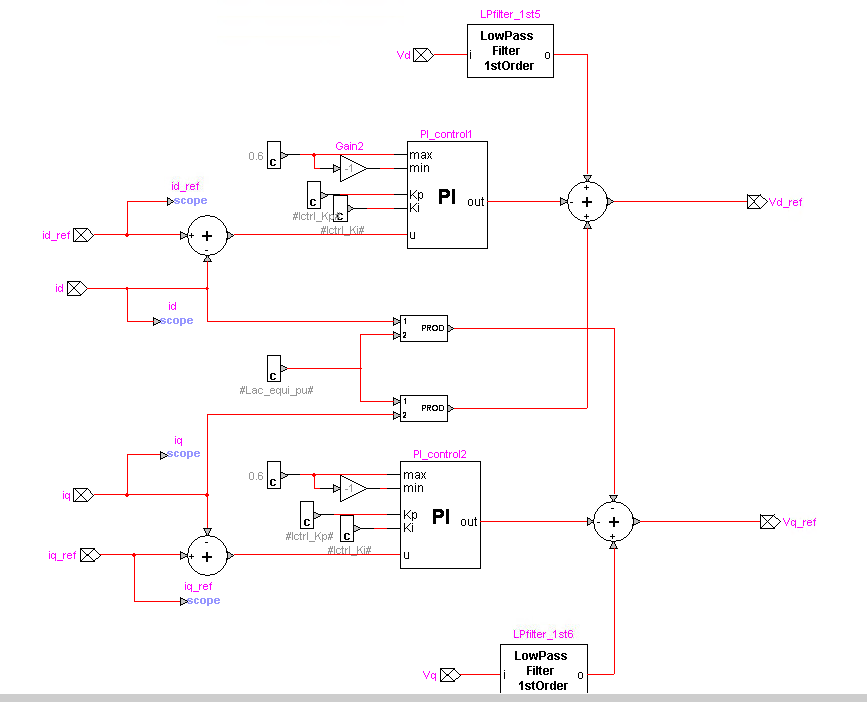 LPfilter_1st5
LowPass
Filter
1stOrder
Vd
i
o
PI_control1
0.6
c
Gain2
-1
max
min
Kp
Ki
u
PI
out
c
#Ictrl_Kp#
c
#Ictrl_Ki#
+
-
+
+
Vd_ref
id_ref
scope
id_ref
+
+
-
id
id
scope
1
2
PROD
c
#Lac_equi_pu#
1
2
PROD
iq
scope
iq
PI_control2
0.6
c
-1
max
min
Kp
Ki
u
PI
out
c
#Ictrl_Kp#
c
#Ictrl_Ki#
-
-
+
+
Vq_ref
iq_ref
-
+
+
iq_ref
scope
LPfilter_1st6
LowPass
Filter
1stOrder
Vq
i
o